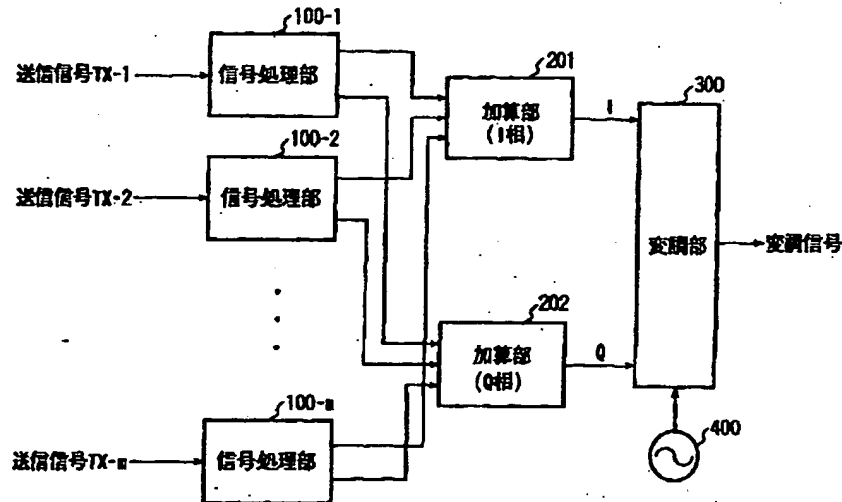 100-1
送信信号TX-1
信号処理部
201
加算部
(I相)
I
300
100-2
送信信号TX-2
信号処理部
変調部
変調信号
202
加算部
(Q相)
Q
100-n
送信信号TX-n
信号処理部
400